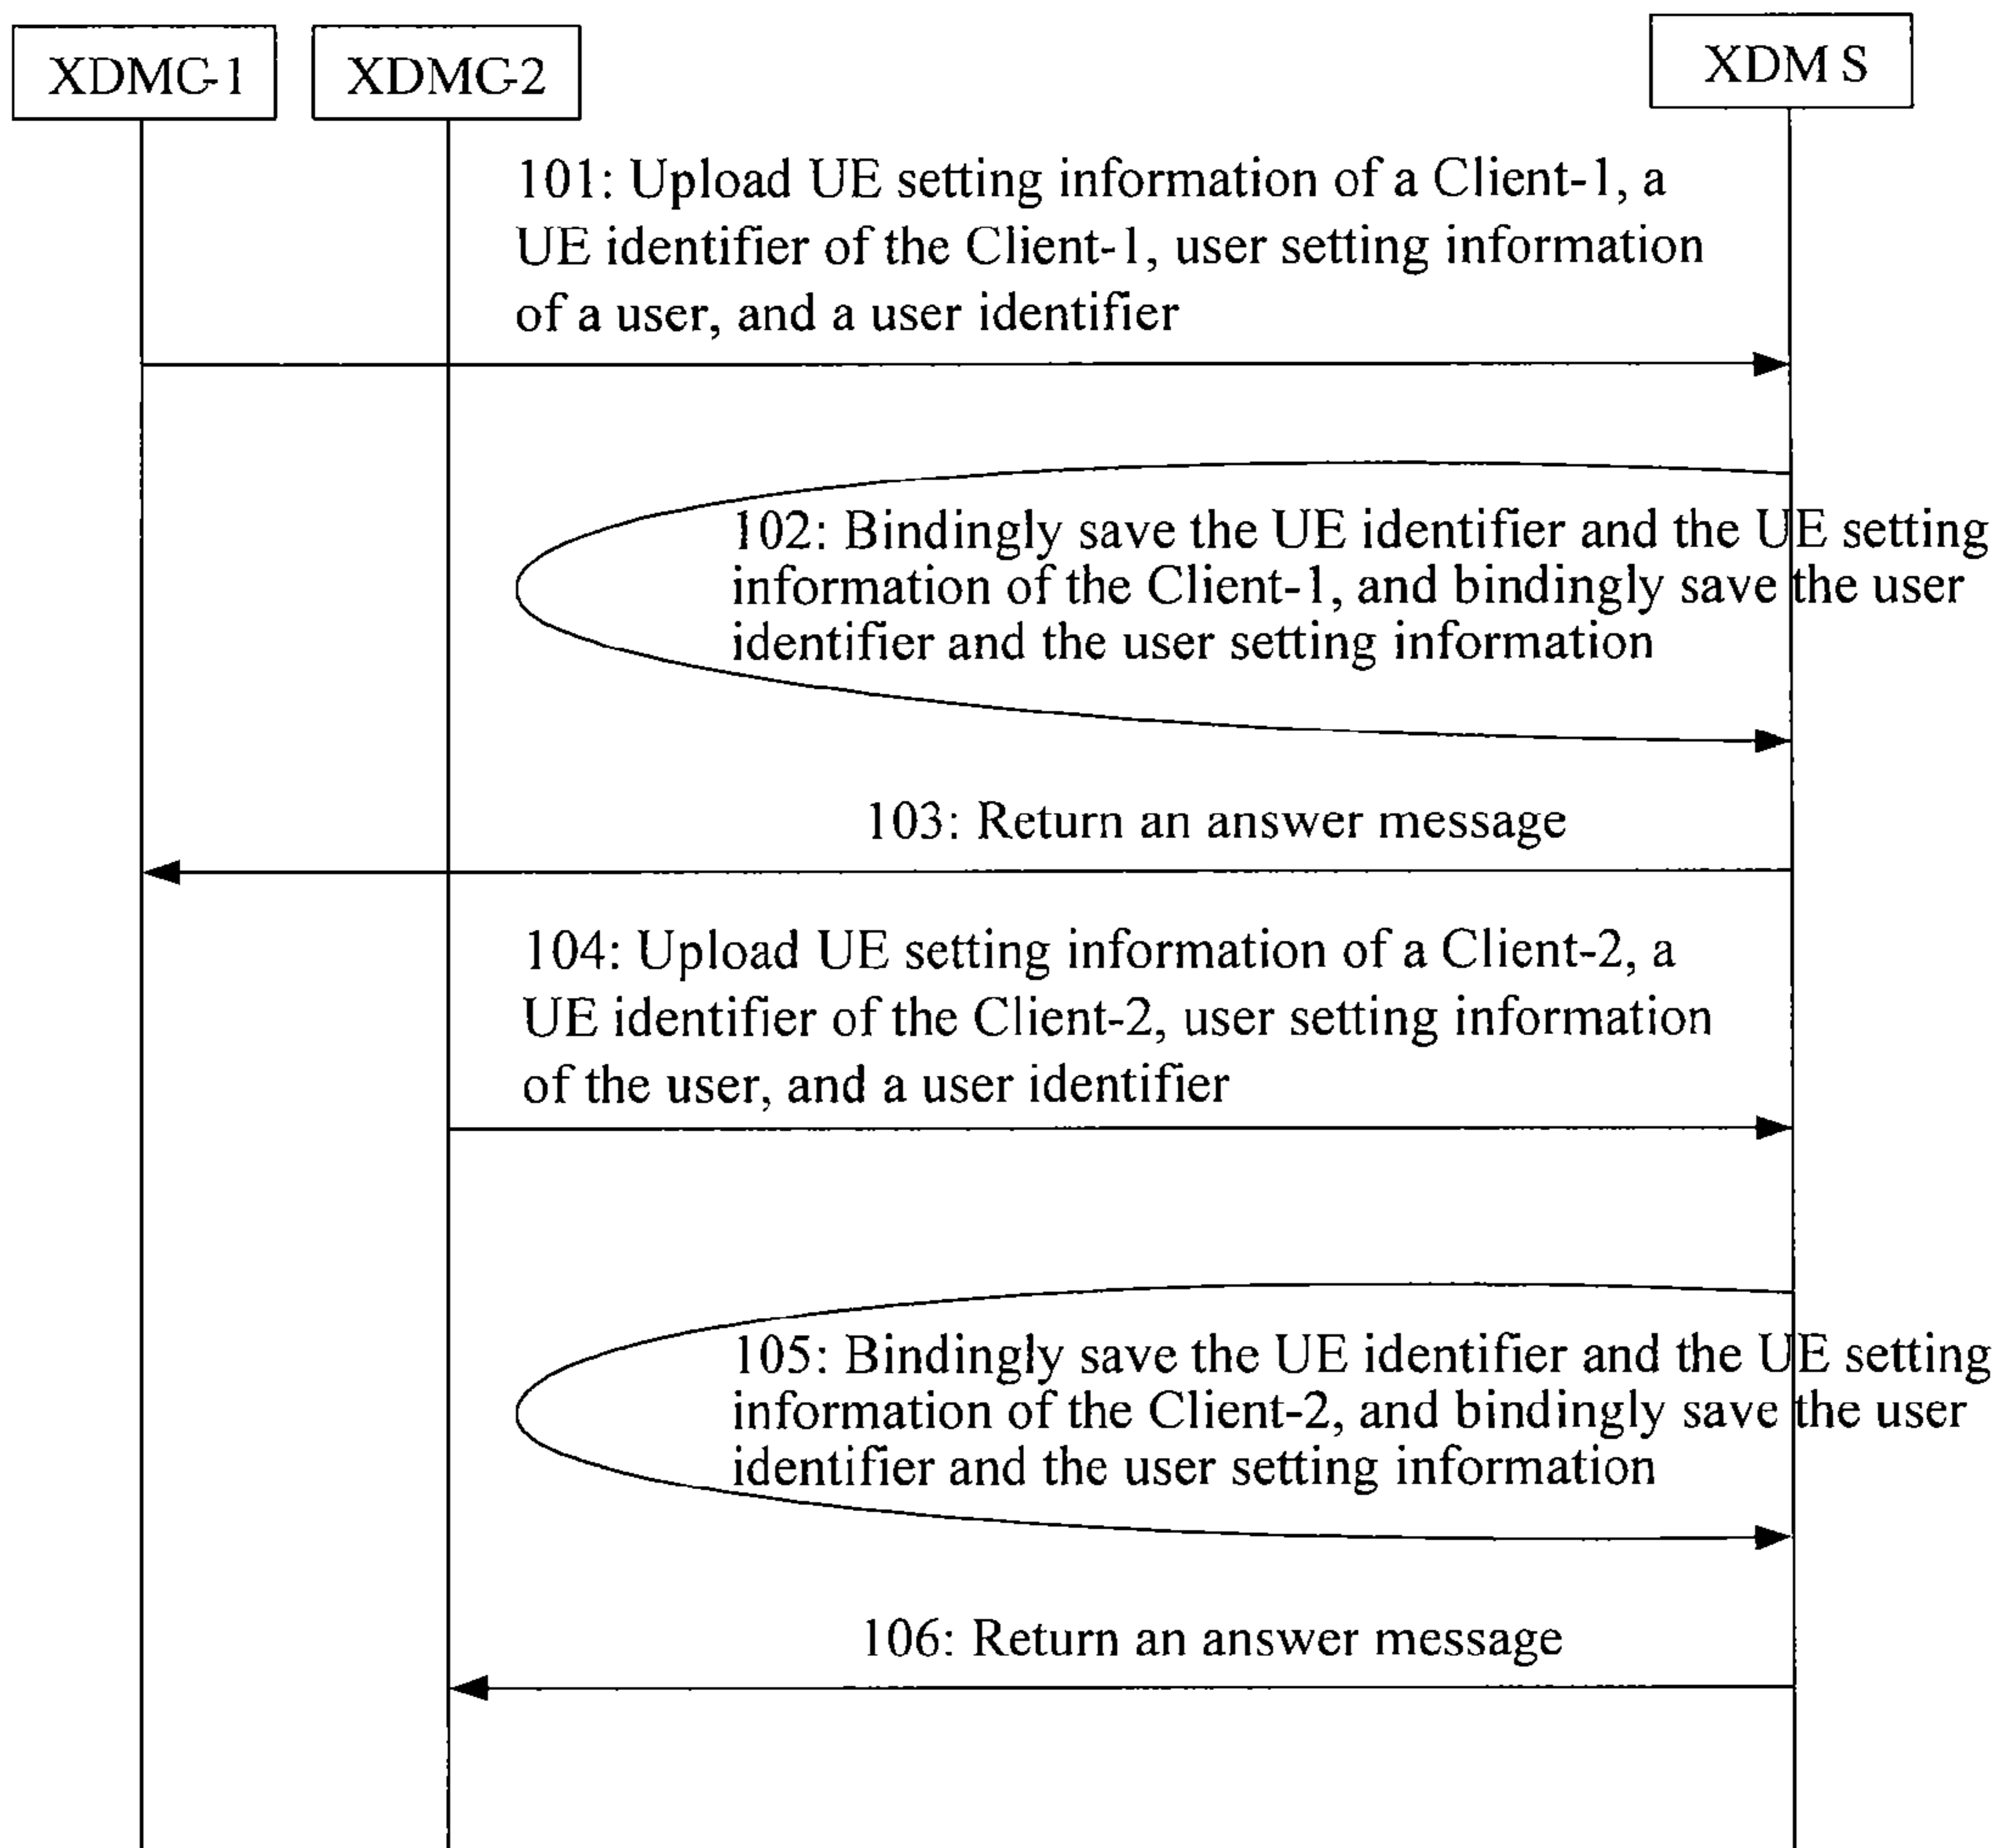 XDMC-1
XDMC-2
XDM S
101: Upload UE setting information of a Client-1, a
UE identifier of the Client-1, user setting information
of a user, and a user identifier
102: Bindingly save the UE identifier and the UE setting
information of the Client-1, and bindingly save the user
identifier and the user setting information
103: Return an answer message
104: Upload UE setting information of a Client-2, a
UE identifier of the Client-2, user setting information
of the user, and a user identifier
105: Bindingly save the UE identifier and the UE setting
information of the Client-2, and bindingly save the user
identifier and the user setting information
106: Return an answer message